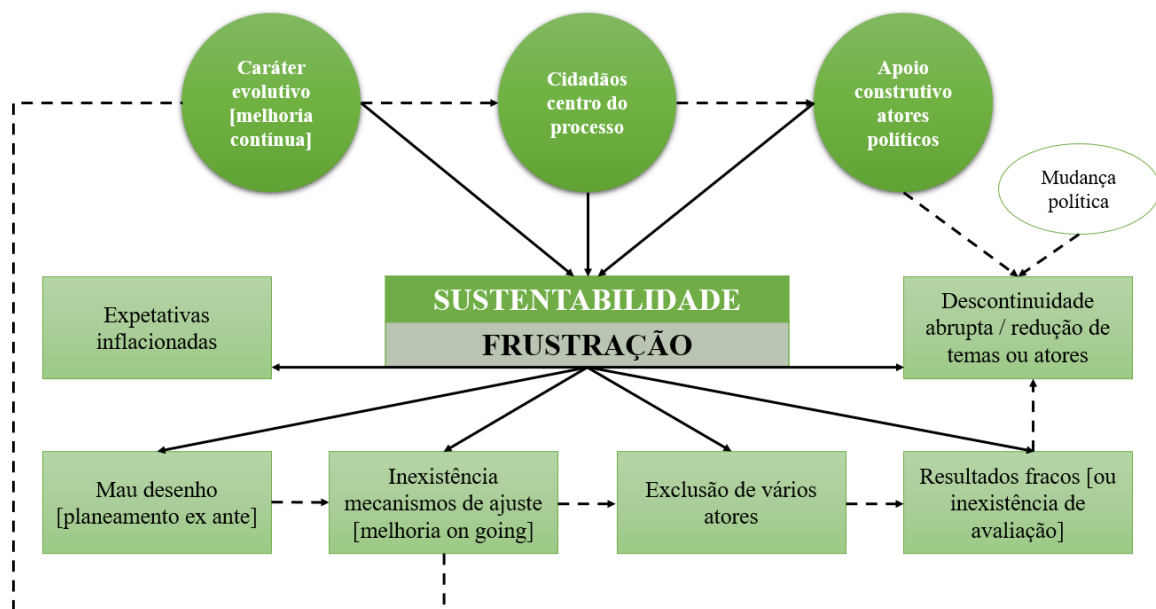 Caráter
evolutivo
[melhoria
contínua]
Cidadãos
centro do
processo
Apoio
construtivo
atores
políticos
Mudança
política
Expetativas
inflacionadas
SUSTENTABILIDADE
FRUSTRAÇÃO
Descontinuidade
abrupta / redução de
temas ou atores
Mau desenho
[planeamento ex ante]
Inexistência
mecanismos de ajuste
[melhoria on going]
Exclusão de vários
atores
Resultados fracos [ou
inexistência de
avaliação]